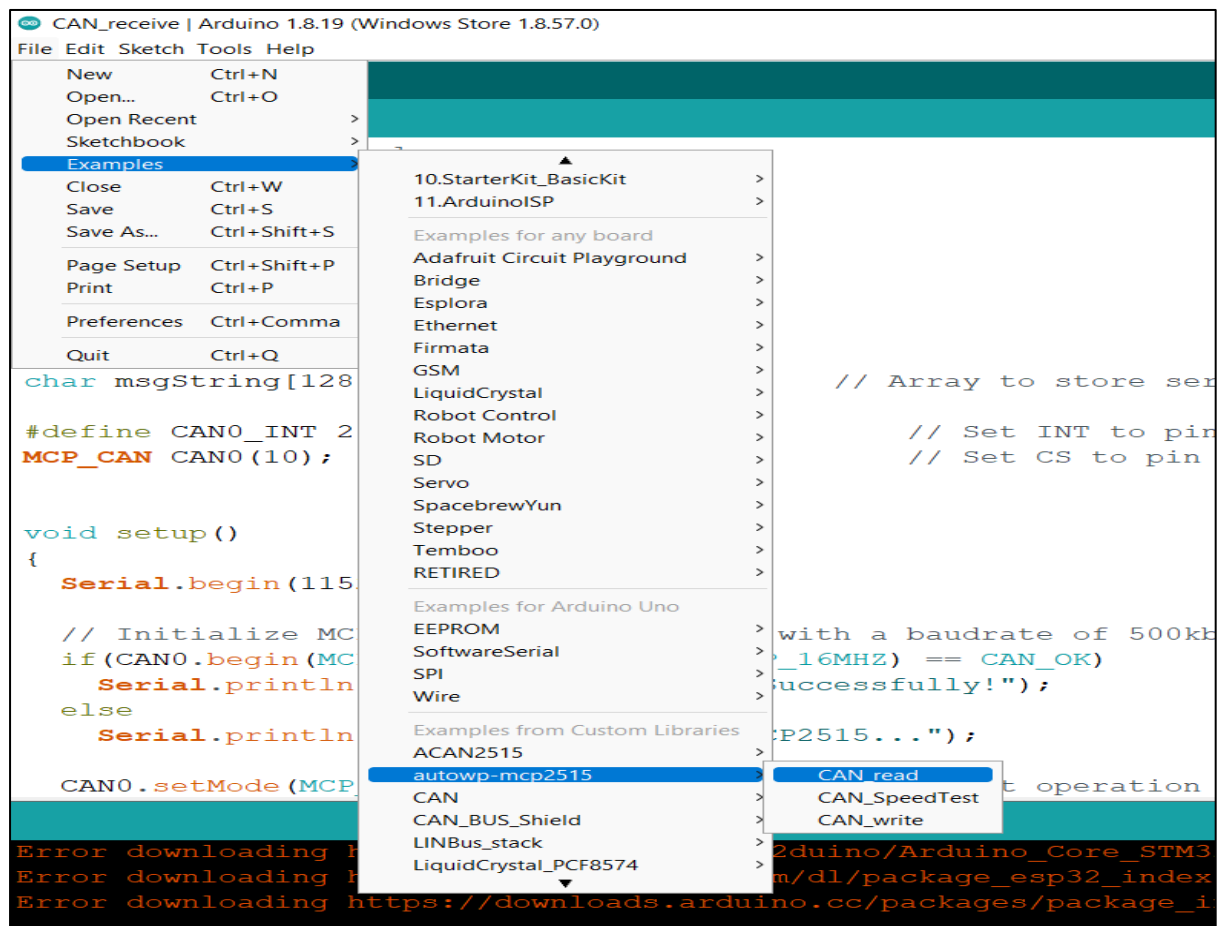 CAN_receive | Arduino 1.8.19 (Windows Store 1.8.57.0)
File Edit Sketch Tools Help
New Ctrl+N
Open... Ctrl+O
Open Recent >
Sketchbook >
Examples
Close Ctrl+W
Save Ctrl+S
Save As... Ctrl+Shift+S
Page Setup Ctrl+Shift+P
Print Ctrl+P
Preferences Ctrl+Comma
Quit Ctrl+Q
10.StarterKit_BasicKit >
11.ArduinoISP >
Examples for any board
Adafruit Circuit Playground >
Bridge >
Esplora >
Ethernet >
Firmata >
GSM >
LiquidCrystal >
Robot Control >
Robot Motor >
SD >
Servo >
SpacebrewYun >
Stepper >
Temboo >
RETIRED >
Examples for Arduino Uno
EEPROM >
SoftwareSerial >
SPI >
Wire >
Examples from Custom Libraries
ACAN2515 >
autowp-mcp2515
CAN >
CAN_BUS_Shield >
LINBus_stack >
LiquidCrystal_PCF8574 >
CAN_read
CAN_SpeedTest
CAN_write
char msgString[128 // Array to store ser
#define CAN0_INT 2 // Set INT to pin
MCP_CAN CAN0(10); // Set CS to pin
void setup()
{
Serial.begin(115
// Initialize MC with a baudrate of 500kb
if(CAN0.begin(MC _16MHZ) == CAN_OK)
Serial.println uccessfully!");
else
Serial.println P2515...");
CAN0.setMode(MCP t operation
Error downloading h 2duino/Arduino_Core_STM3
Error downloading h m/dl/package_esp32_index
Error downloading https://downloads.arduino.cc/packages/package_i